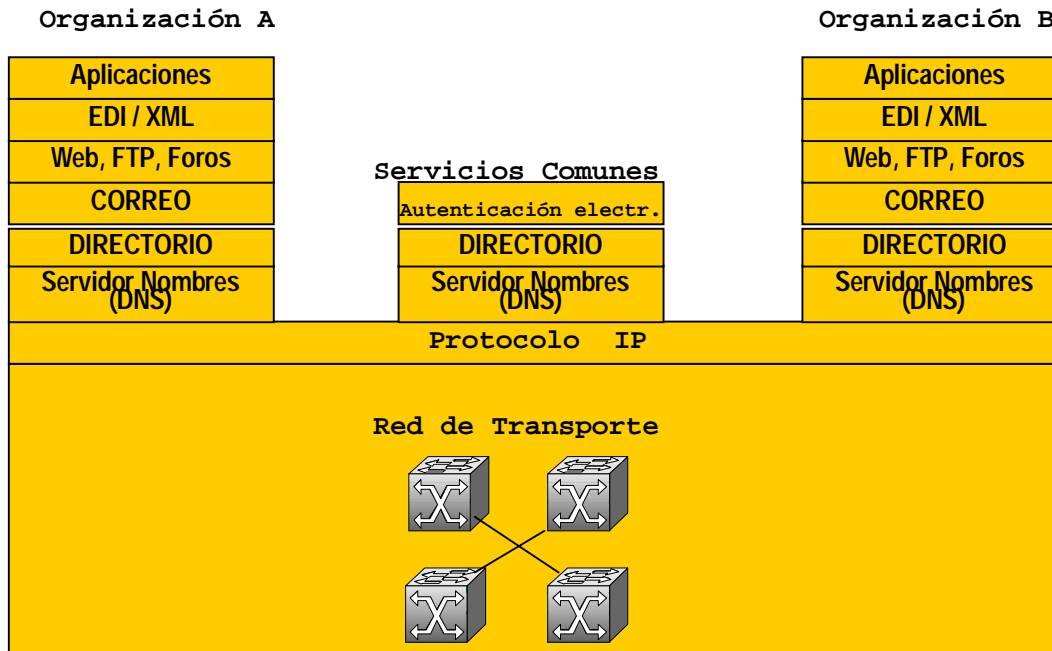 Organización A
Aplicaciones
EDI / XML
Web, FTP, Foros
CORREO
DIRECTORIO
Servidor Nombres
(DNS)
Servicios Comunes
Autenticación electr.
DIRECTORIO
Servidor Nombres
(DNS)
Organización B
Aplicaciones
EDI / XML
Web, FTP, Foros
CORREO
DIRECTORIO
Servidor Nombres
(DNS)
Protocolo IP
Red de Transporte